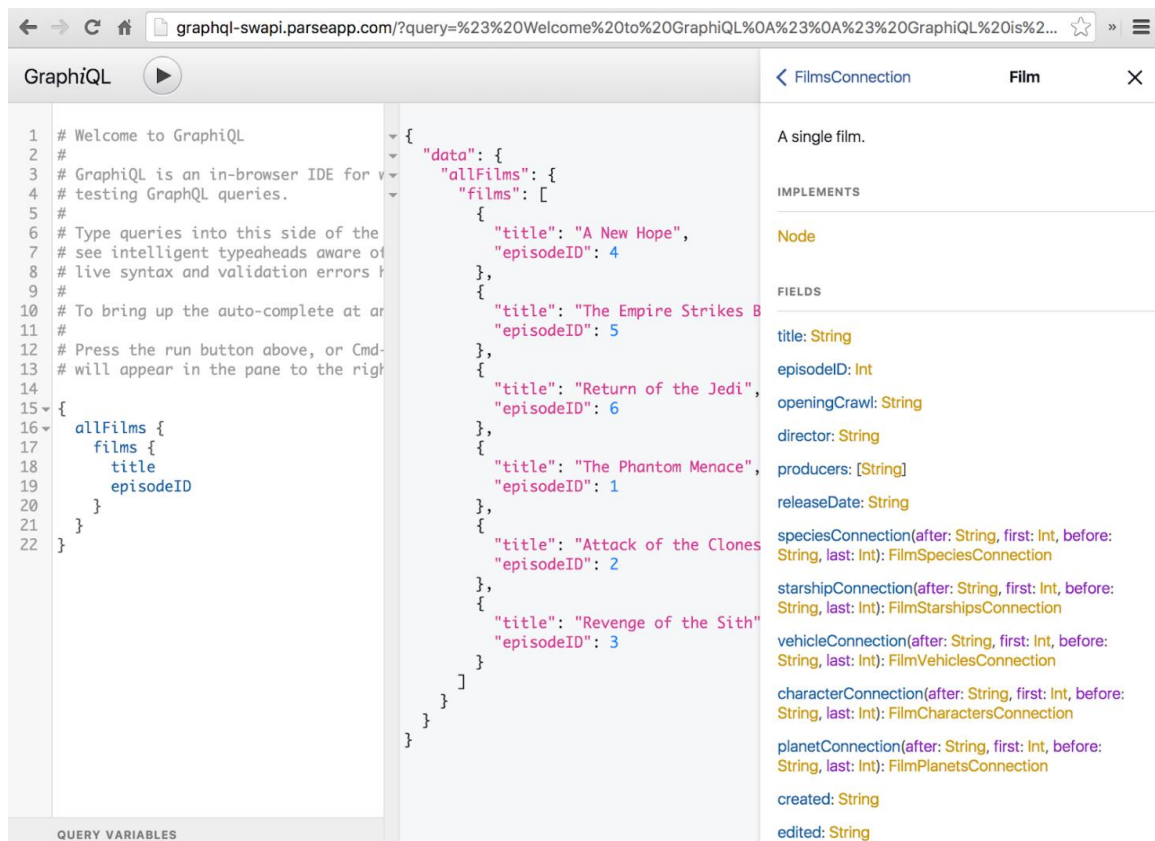 graphql-swapi.parseapp.com/?query=%23%20Welcome%20to%20GraphiQL%0A%23%0A%23%20GraphiQL%20is%2...
»
GraphiQL
1 # Welcome to GraphiQL
2 #
3 # GraphiQL is an in-browser IDE for
4 # testing GraphQL queries.
5 #
6 # Type queries into this side of the
7 # see intelligent typeaheads aware of
8 # live syntax and validation errors
9 #
10 # To bring up the auto-complete at
11 #
12 # Press the run button above, or Cmd-
13 # will appear in the pane to the
14
15 {
16 allFilms {
17 films {
18 title
19 episodeID
20 }
21 }
22 }
QUERY VARIABLES
{
"data": {
"allFilms": {
"films": [
{
"title": "A New Hope",
"episodeID": 4
},
{
"title": "The Empire Strikes B
"episodeID": 5
},
{
"title": "Return of the Jedi",
"episodeID": 6
},
{
"title": "The Phantom Menace",
"episodeID": 1
},
{
"title": "Attack of the Clones
"episodeID": 2
},
{
"title": "Revenge of the Sith"
"episodeID": 3
}
]
}
}
}
FilmsConnection Film
A single film.
IMPLEMENTS
Node
FIELDS
title: String
episodeID: Int
openingCrawl: String
director: String
producers: [String]
releaseDate: String
speciesConnection(after: String, first: Int, before:
String, last: Int): FilmSpeciesConnection
starshipConnection(after: String, first: Int, before:
String, last: Int): FilmStarshipsConnection
vehicleConnection(after: String, first: Int, before:
String, last: Int): FilmVehiclesConnection
characterConnection(after: String, first: Int, before:
String, last: Int): FilmCharactersConnection
planetConnection(after: String, first: Int, before:
String, last: Int): FilmPlanetsConnection
created: String
edited: String